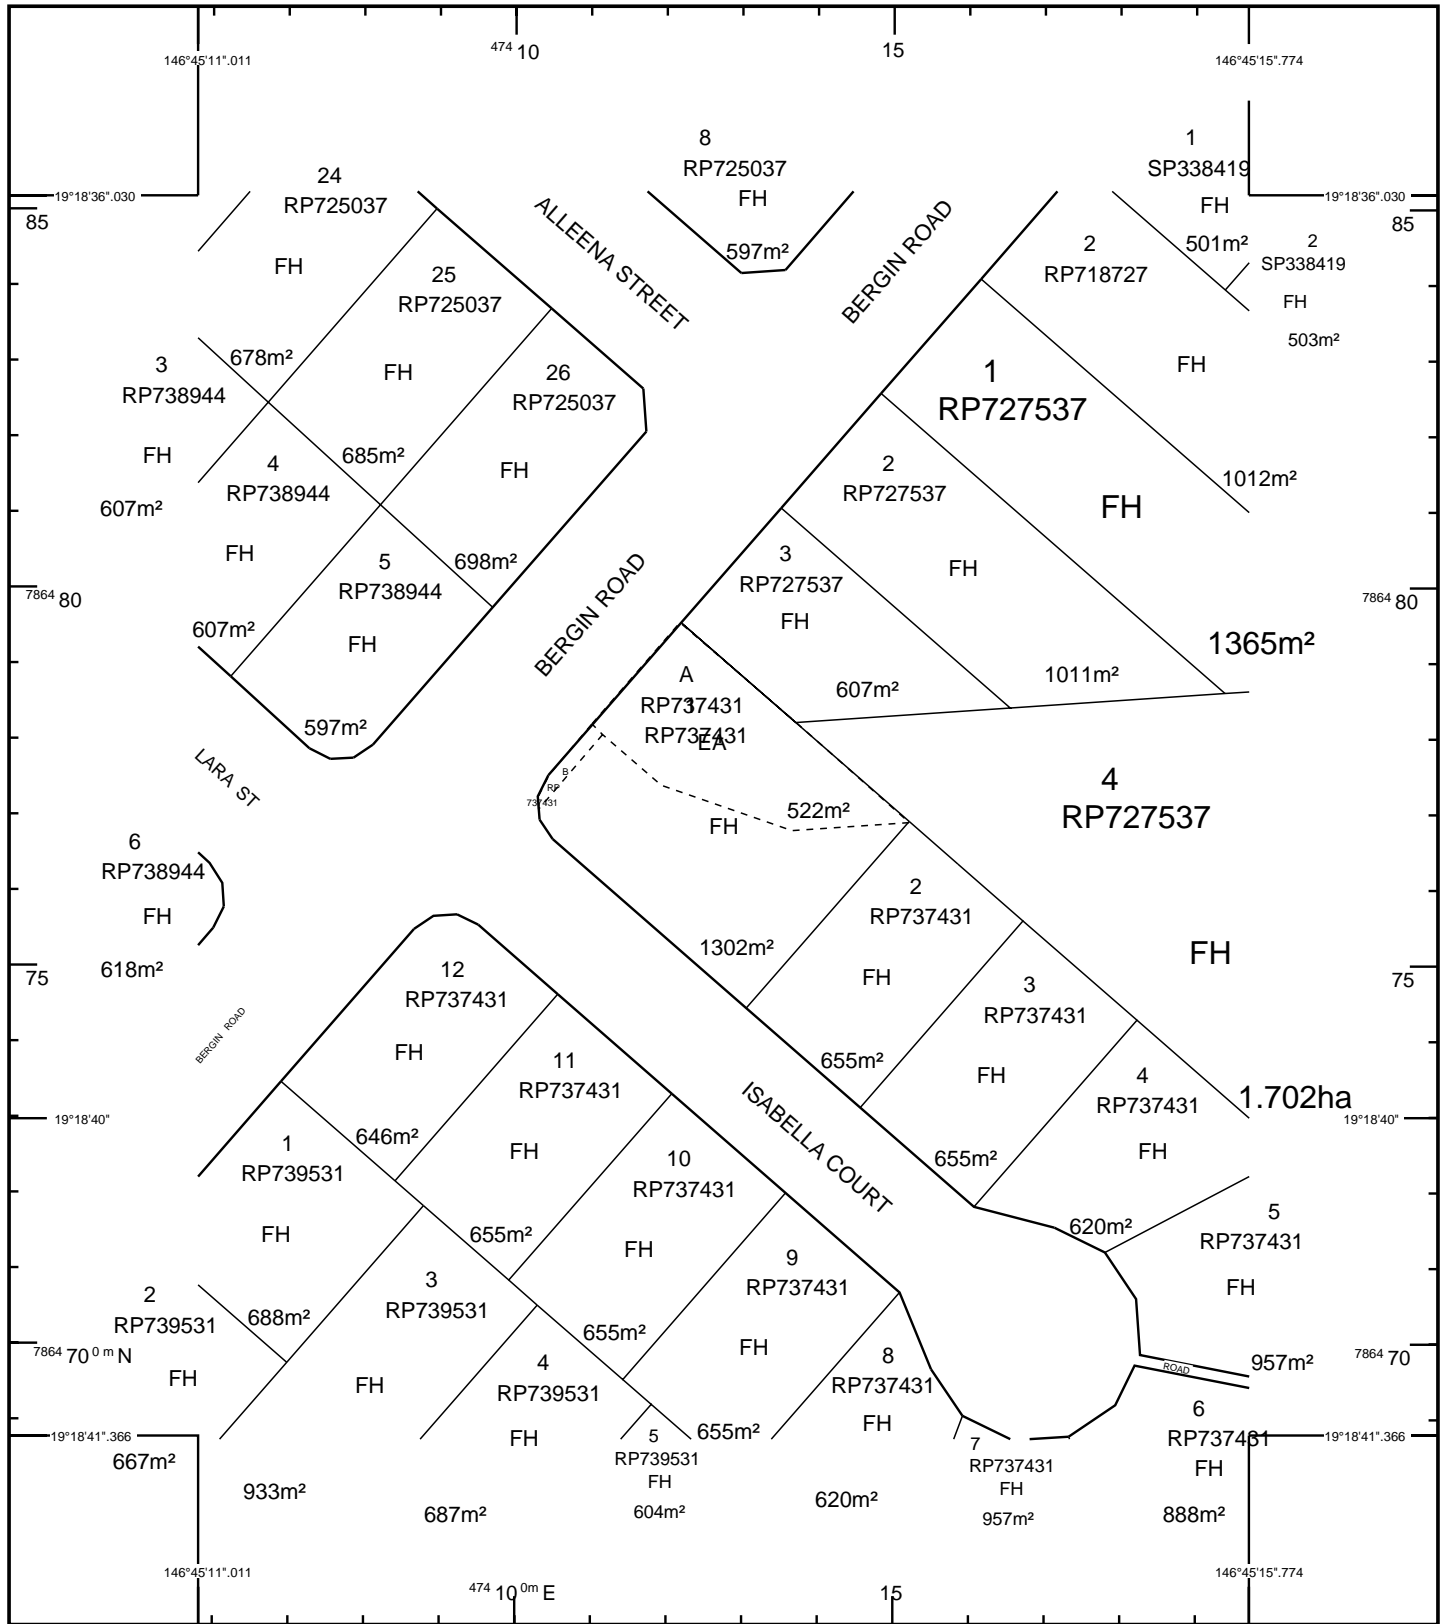 474 10
15
146°45'11".011
146°45'15".774
19°18'36".030
19°18'36".030
85
85
8
RP725037
FH
597m²
1
SP338419
FH
501m²
2
SP338419
FH
503m²
24
RP725037
FH
678m²
ALLEENA STREET
BERGIN ROAD
2
RP718727
FH
1012m²
25
RP725037
FH
685m²
26
RP725037
FH
698m²
1
RP727537
FH
1365m²
3
RP738944
FH
607m²
4
RP738944
FH
607m²
5
RP738944
FH
597m²
2
RP727537
FH
1011m²
3
RP727537
FH
607m²
7864 80
7864 80
BERGIN ROAD
A
RP737431
1
RP737431
EA
522m²
FH
1302m²
B
RP
737431
LARA ST
4
RP727537
FH
1.702ha
6
RP738944
FH
618m²
2
RP737431
FH
655m²
75
75
12
RP737431
FH
646m²
3
RP737431
FH
655m²
BERGIN ROAD
11
RP737431
FH
655m²
4
RP737431
FH
620m²
19°18'40"
19°18'40"
ISABELLA COURT
1
RP739531
FH
688m²
10
RP737431
FH
655m²
5
RP737431
FH
957m²
9
RP737431
FH
655m²
3
RP739531
FH
933m²
2
RP739531
FH
667m²
7864 70 0 m N
7864 70
4
RP739531
FH
687m²
8
RP737431
FH
620m²
ROAD
6
RP737431
FH
888m²
5
RP739531
FH
604m²
7
RP737431
FH
957m²
19°18'41".366
19°18'41".366
146°45'11".011
146°45'15".774
474 10 0m E
15